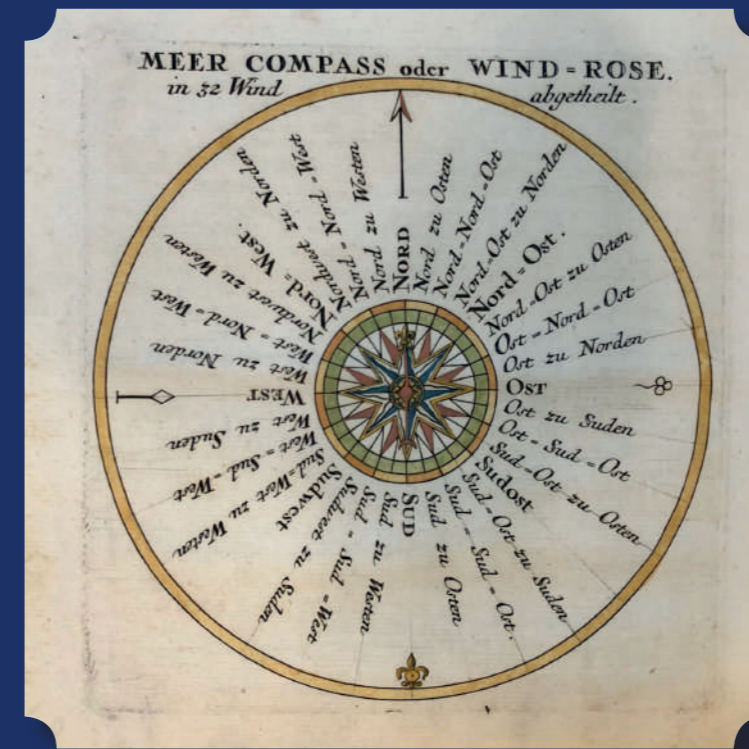 MEER COMPASS oder WIND=ROSE.
in 32 Wind abgetheilt.
NORD
Nord zu Osten
Nord=Nord=Ost
Nord=Ost zu Norden
Nord=Ost.
Nord=Ost zu Osten
Ost=Nord=Ost
Ost zu Norden
OST
Ost zu Suden
Ost=Sud=Ost
Sud=Ost zu Osten
Sudost
Sud=Ost zu Suden
Sud=Sud=Ost.
Sud zu Osten
SUD
Sud zu Westen
Sud=Sud=West
Sudwest zu Suden
Sudwest
Sud=West zu Westen
West=Sud=West
West zu Suden
WEST
West zu Norden
West=Nord=West
Nordwest zu Westen
Nord=West.
Nordwest zu Norden
Nord=Nord=West
Nord zu Westen